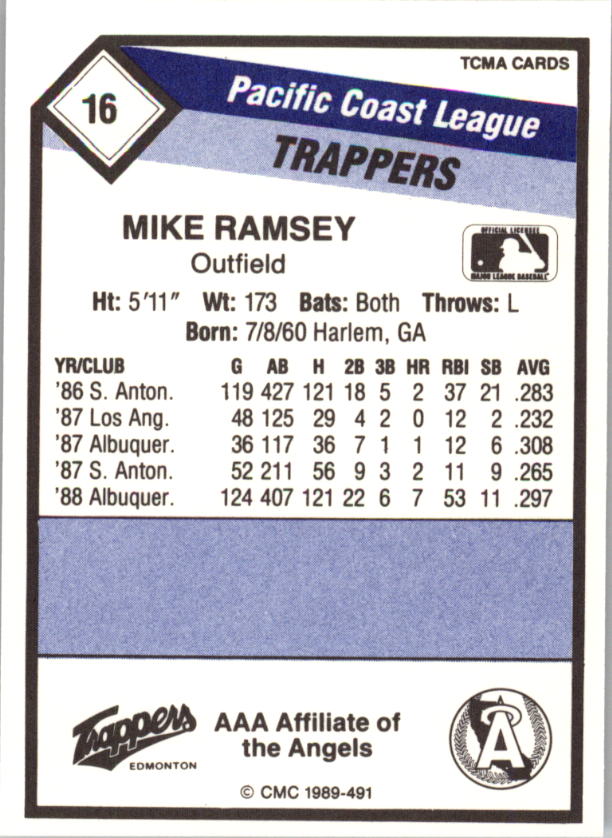 TCMA CARDS
16
Pacific Coast League
TRAPPERS
MIKE RAMSEY
Outfield
OFFICIAL LICENSEE
MAJOR LEAGUE BASEBALL
Ht: 5'11" Wt: 173 Bats: Both Throws: L
Born: 7/8/60 Harlem, GA
YR/CLUB G AB H 2B 3B HR RBI SB AVG
'86 S. Anton. 119 427 121 18 5 2 37 21 .283
'87 Los Ang. 48 125 29 4 2 0 12 2 .232
'87 Albuquer. 36 117 36 7 1 1 12 6 .308
'87 S. Anton. 52 211 56 9 3 2 11 9 .265
'88 Albuquer. 124 407 121 22 6 7 53 11 .297
Trappers
EDMONTON
AAA Affiliate of
the Angels
A
© CMC 1989-491